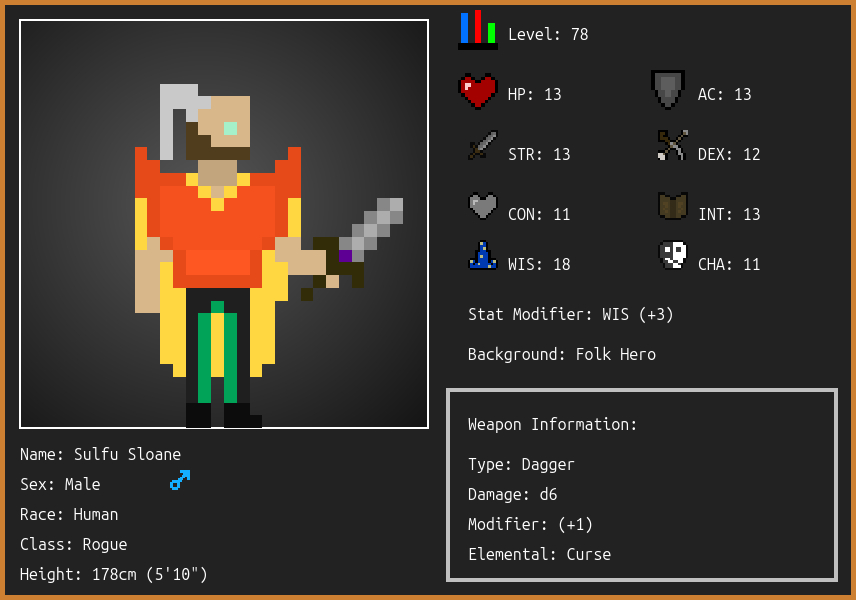 Level: 78
HP: 13
AC: 13
STR: 13
DEX: 12
CON: 11
INT: 13
WIS: 18
CHA: 11
Stat Modifier: WIS (+3)
Background: Folk Hero
Weapon Information:
Type: Dagger
Damage: d6
Modifier: (+1)
Elemental: Curse
Name: Sulfu Sloane
Sex: Male
Race: Human
Class: Rogue
Height: 178cm (5'10")